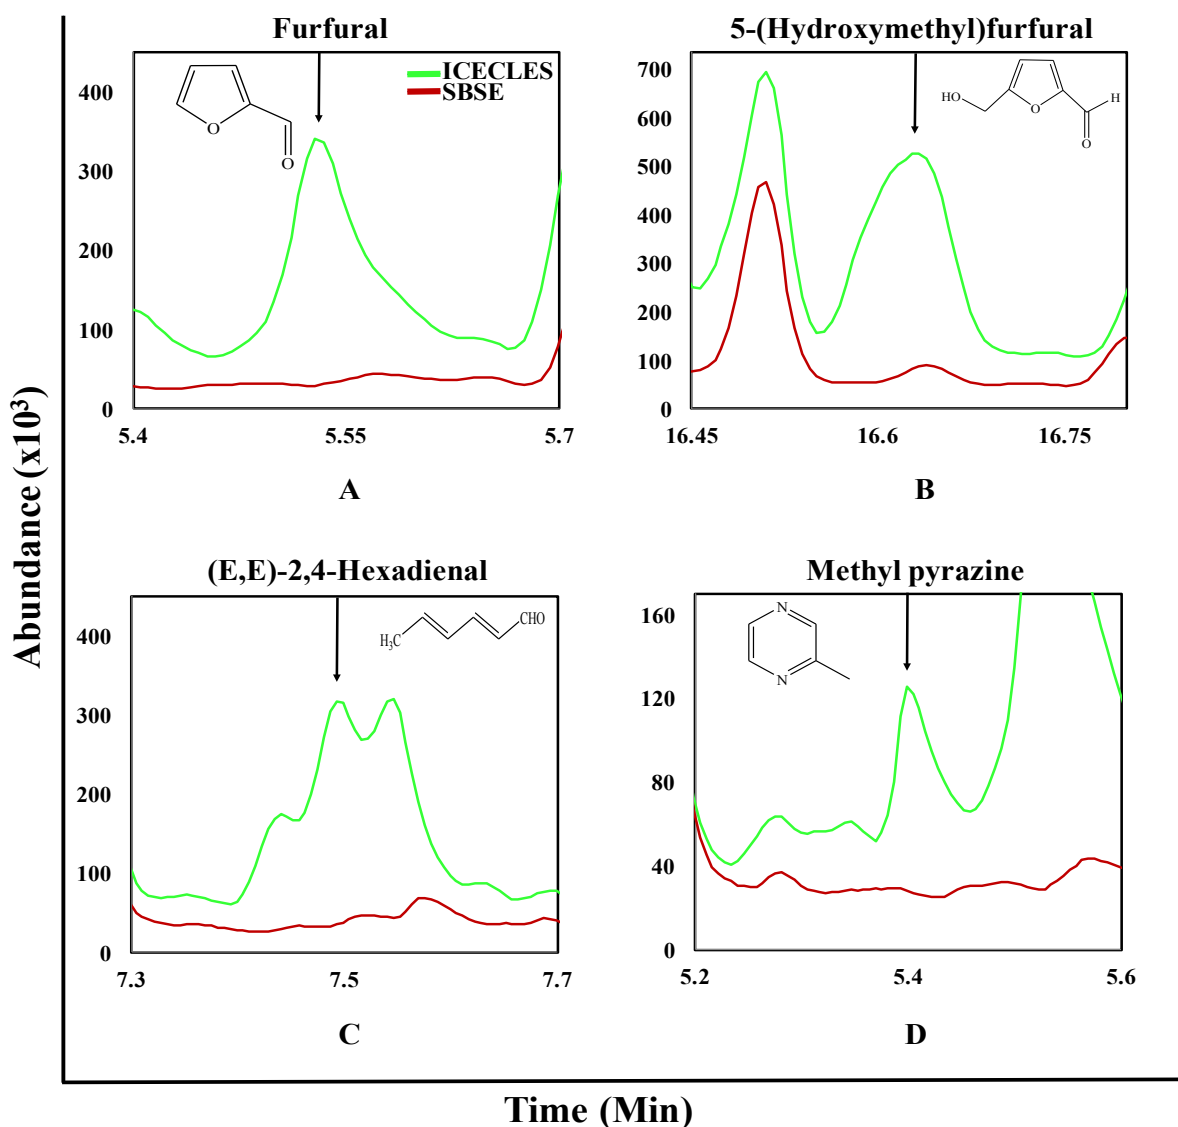 Furfural
ICECLES
SBSE
O
O
400
300
200
100
0
5.4
5.55
5.7
A
5-(Hydroxymethyl)furfural
HO
O
H
O
700
600
500
400
300
200
100
0
16.45
16.6
16.75
B
(E,E)-2,4-Hexadienal
H₃C
CHO
400
300
200
100
0
7.3
7.5
7.7
C
Methyl pyrazine
N
N
160
120
80
40
0
5.2
5.4
5.6
D
Abundance (x10³)
Time (Min)